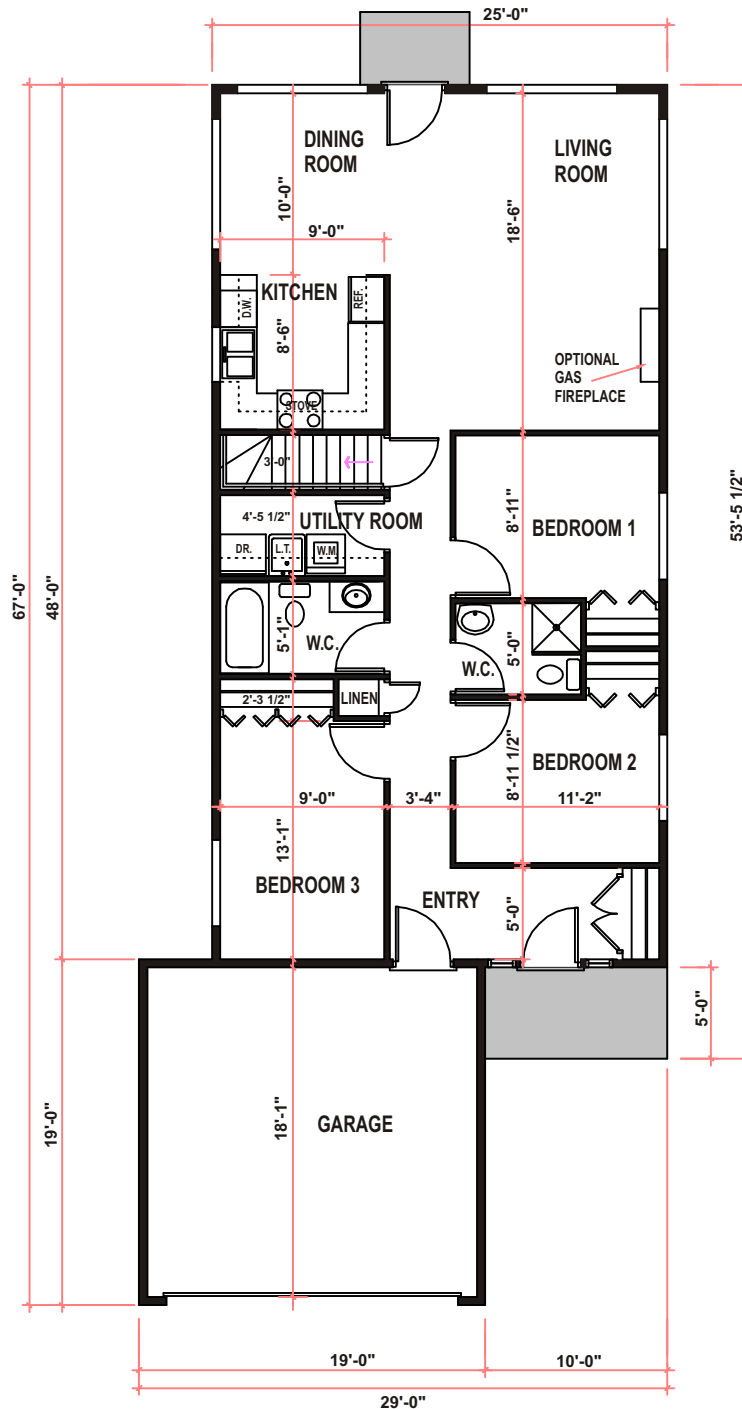 25'-0"
DINING
ROOM
LIVING
ROOM
10'-0"
18'-6"
9'-0"
KITCHEN
D.W.
REF.
8'-6"
OPTIONAL
GAS
FIREPLACE
STOVE
3'-0"
8'-11"
53'-5 1/2"
4'-5 1/2"
UTILITY ROOM
BEDROOM 1
DR.
L.T.
W.M.
67'-0"
48'-0"
5'-1"
W.C.
5'-0"
W.C.
2'-3 1/2"
LINEN
8'-11 1/2"
BEDROOM 2
9'-0"
3'-4"
11'-2"
13'-1"
BEDROOM 3
ENTRY
5'-0"
5'-0"
19'-0"
18'-1"
GARAGE
19'-0"
10'-0"
29'-0"